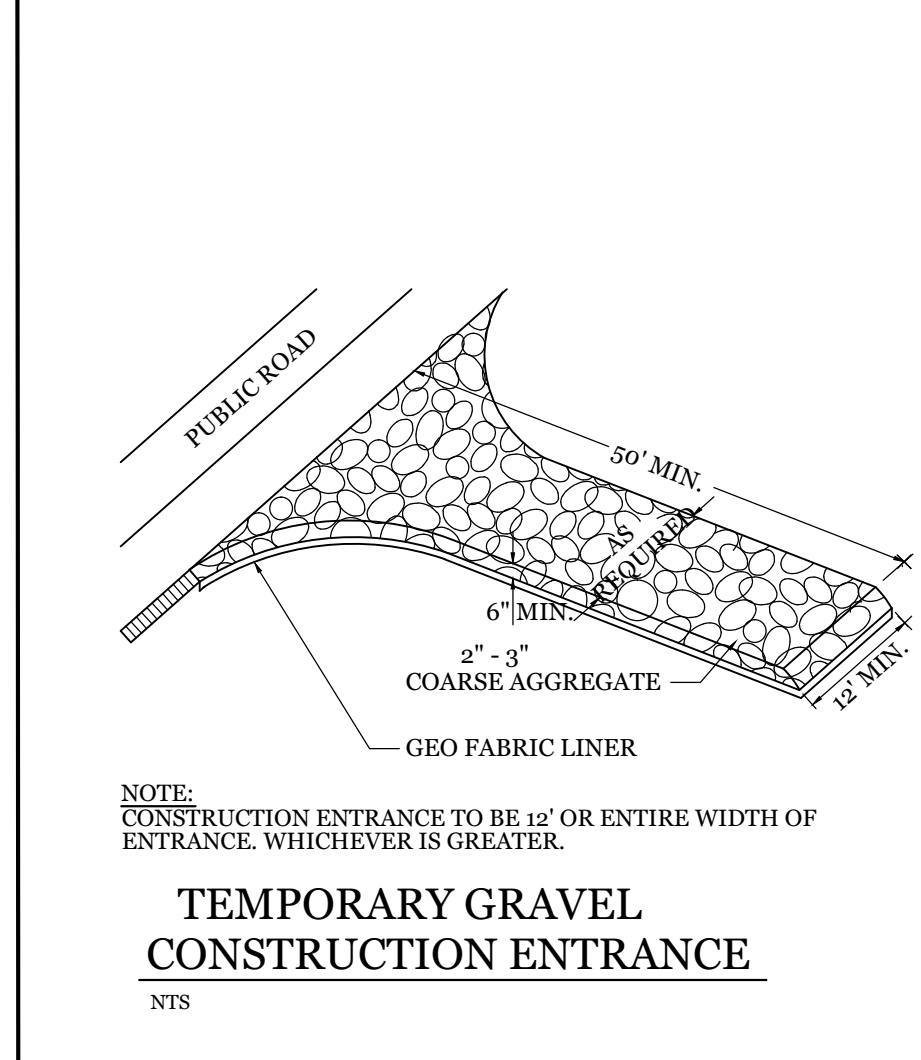 PUBLIC ROAD
50' MIN.
AS
REQUIRED
6" MIN.
2" - 3"
COARSE AGGREGATE
12' MIN.
GEO FABRIC LINER
NOTE:
CONSTRUCTION ENTRANCE TO BE 12' OR ENTIRE WIDTH OF
ENTRANCE. WHICHEVER IS GREATER.
TEMPORARY GRAVEL
CONSTRUCTION ENTRANCE
NTS